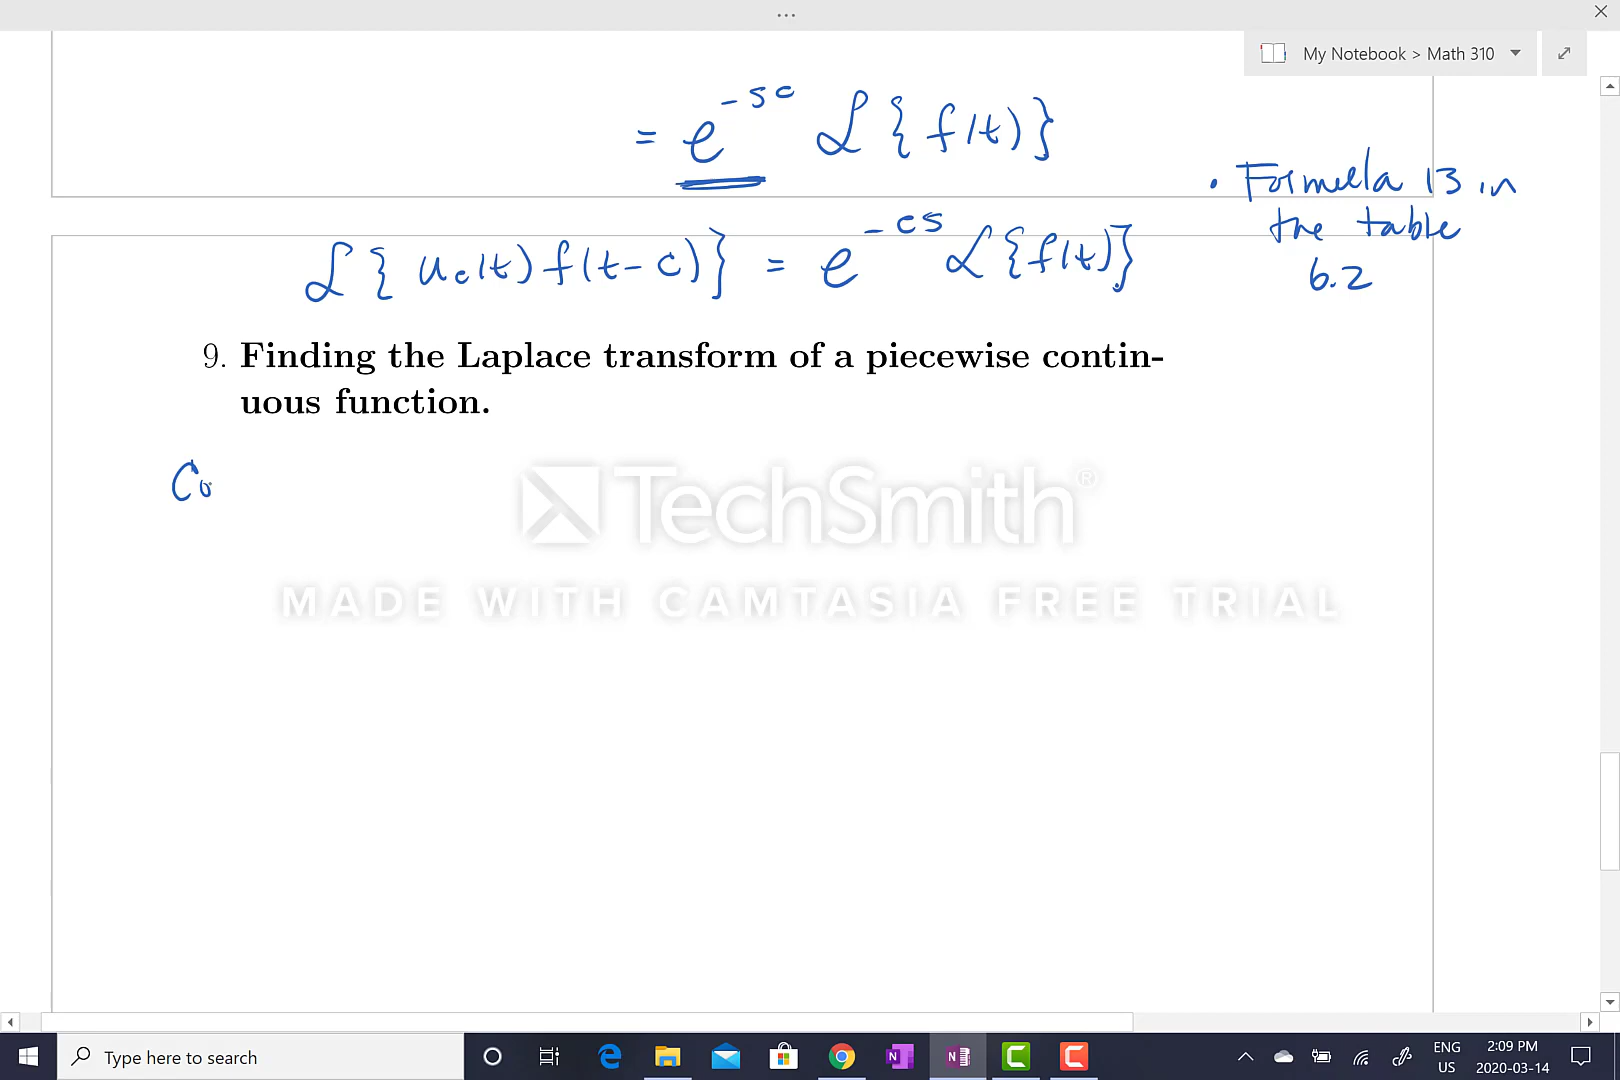 ...
My Notebook > Math 310
= e^{-sc} ℒ{f(t)}
• Formula 13 in
the table
6.2
ℒ{u_c(t) f(t-c)} = e^{-cs} ℒ{f(t)}
9. Finding the Laplace transform of a piecewise contin-
uous function.
Co
TechSmith®
MADE WITH CAMTASIA FREE TRIAL
Type here to search
ENG
US
2:09 PM
2020-03-14